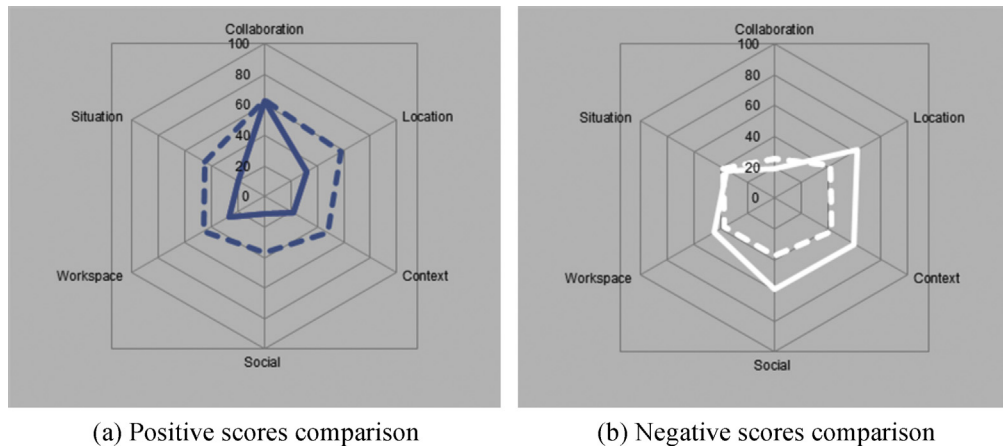 Collaboration
100
80
Situation
Location
60
40
20
0
Workspace
Context
Social
(a) Positive scores comparison
Collaboration
100
80
Situation
Location
60
40
20
0
Workspace
Context
Social
(b) Negative scores comparison